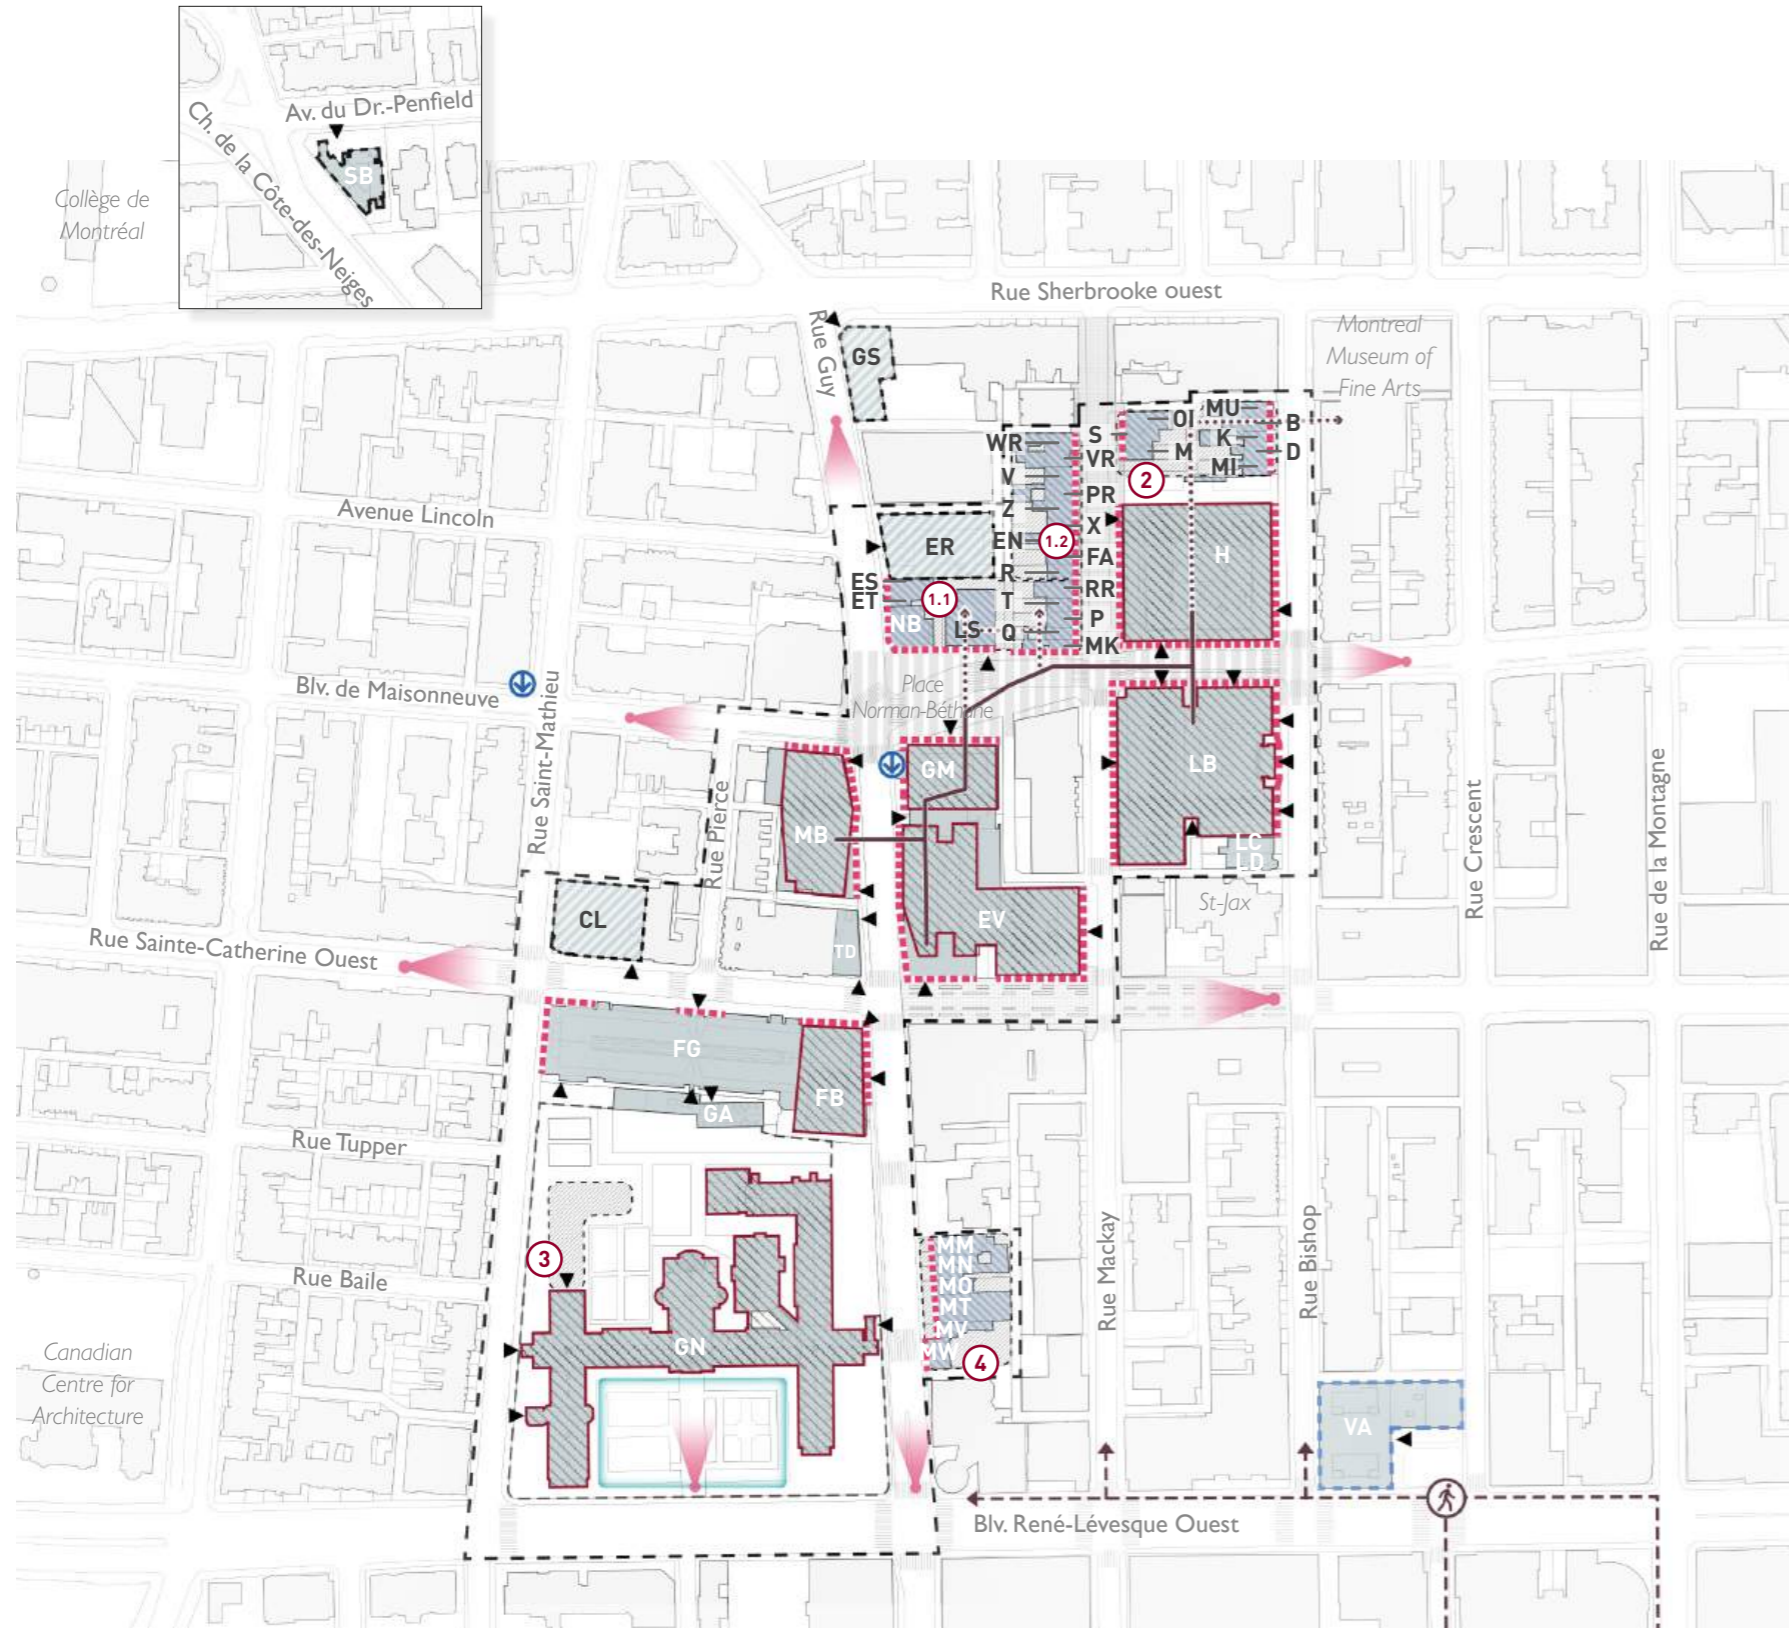 Av. du Dr.-Penfield
Ch. de la Côte-des-Neiges
SB
Collège de
Montréal
Rue Sherbrooke ouest
Rue Guy
GS
Montreal
Museum of
Fine Arts
WR
V
Z
EN
R
T
Q
S
VR
PR
X
FA
RR
P
MK
OI
M
MU
K
MI
B
D
2
1.2
1.1
H
ER
ES
ET
NB
LS
Avenue Lincoln
Blv. de Maisonneuve
Rue Saint-Mathieu
Place
Norman-Béthune
GM
MB
Rue Pierce
LB
LC
LD
Rue Crescent
Rue de la Montagne
CL
TD
EV
St-Jax
Rue Sainte-Catherine Ouest
FG
FB
GA
Rue Tupper
Rue Baile
3
GN
MM
MN
MO
MT
MV
MW
4
Rue Mackay
Rue Bishop
Canadian
Centre for
Architecture
VA
Blv. René-Lévesque Ouest